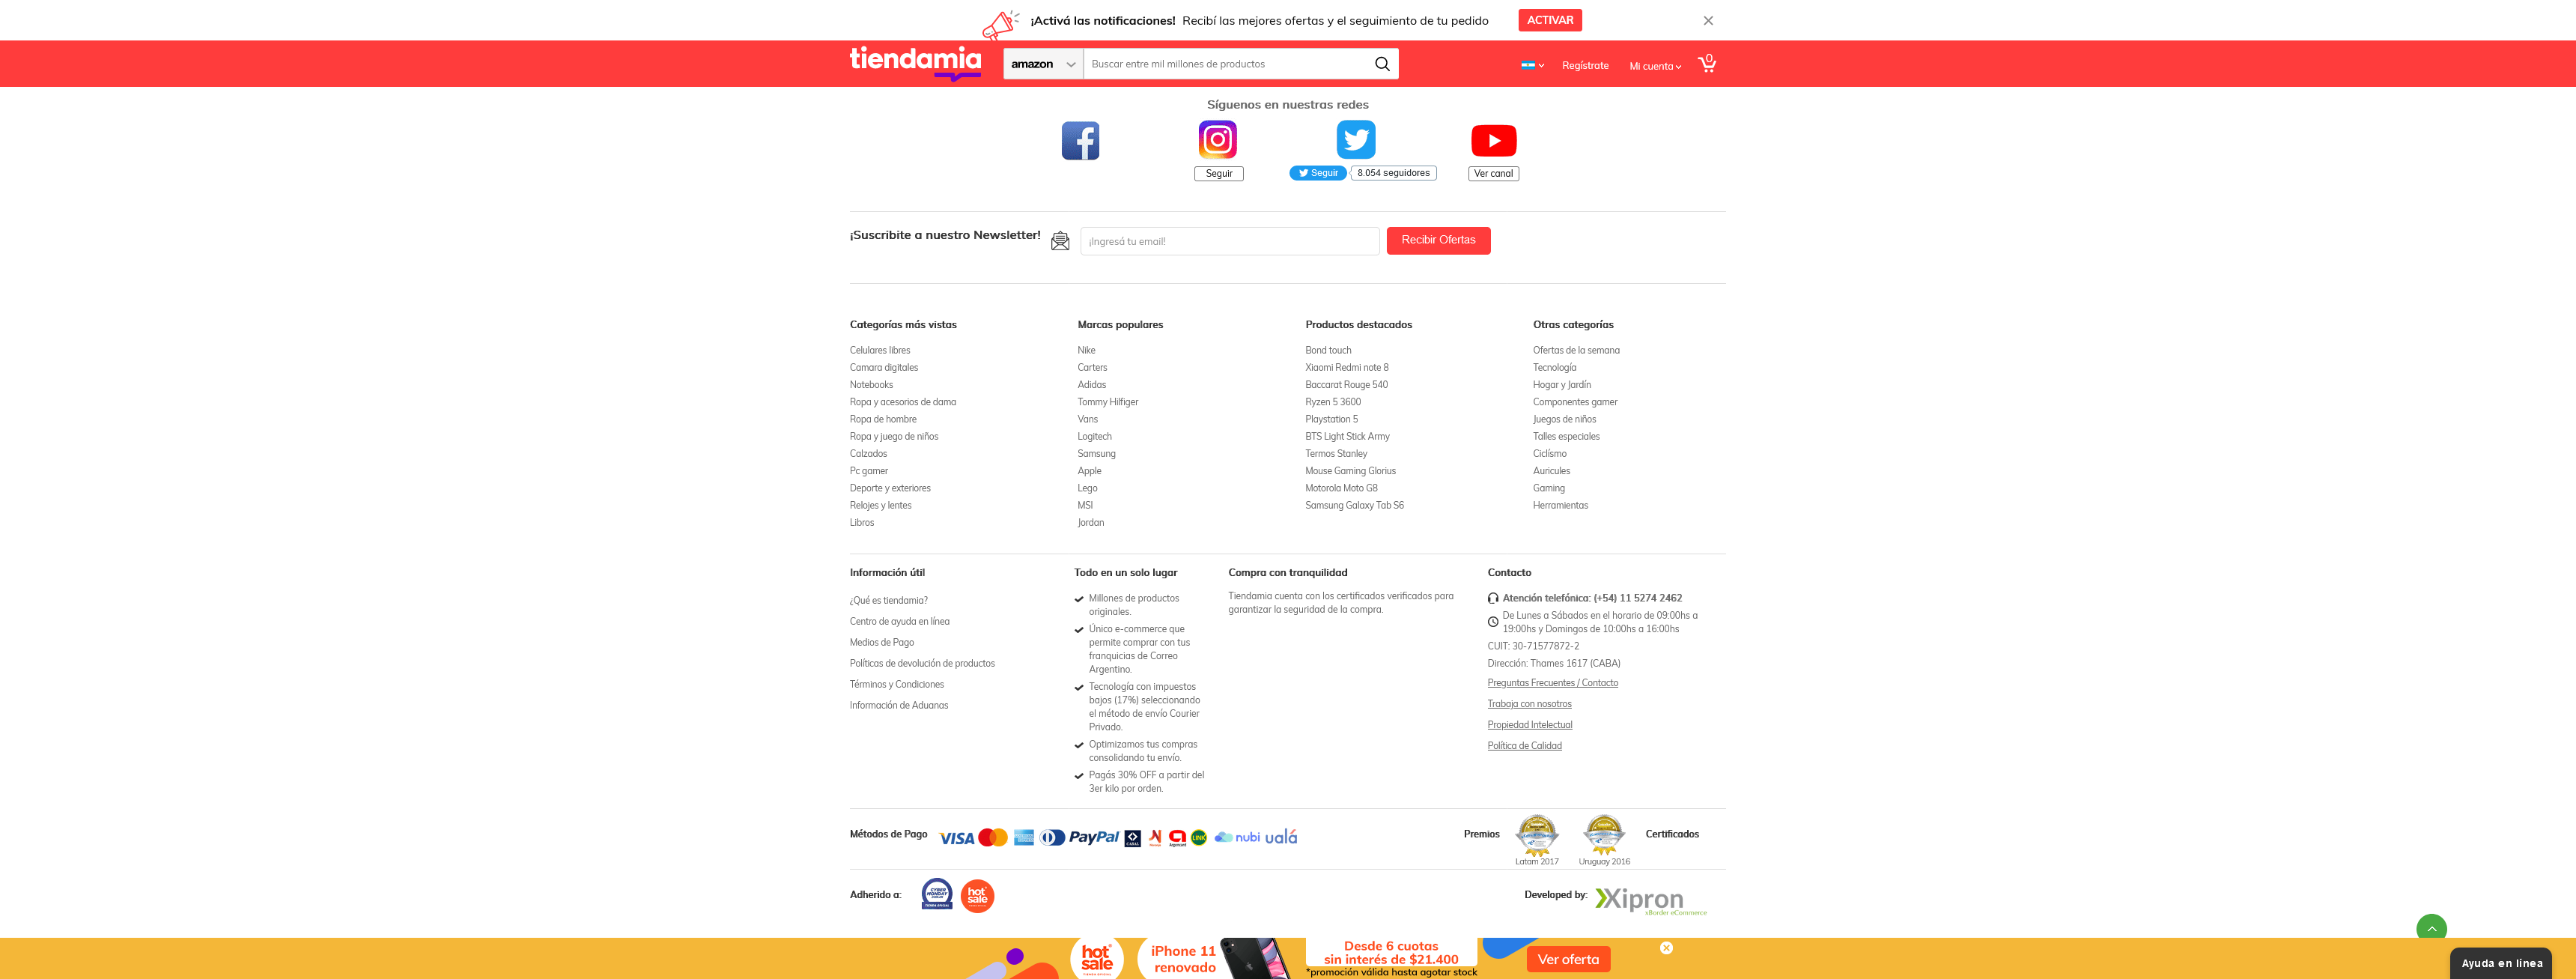 ¡Activá las notificaciones! Recibí las mejores ofertas y el seguimiento de tu pedido ACTIVAR
tiendamia amazon Buscar entre mil millones de productos Regístrate Mi cuenta 0
Síguenos en nuestras redes
Seguir Seguir 8.054 seguidores Ver canal
¡Suscribite a nuestro Newsletter! ¡Ingresá tu email! Recibir Ofertas
Categorías más vistas
Celulares libres
Camara digitales
Notebooks
Ropa y acesorios de dama
Ropa de hombre
Ropa y juego de niños
Calzados
Pc gamer
Deporte y exteriores
Relojes y lentes
Libros
Marcas populares
Nike
Carters
Adidas
Tommy Hilfiger
Vans
Logitech
Samsung
Apple
Lego
MSI
Jordan
Productos destacados
Bond touch
Xiaomi Redmi note 8
Baccarat Rouge 540
Ryzen 5 3600
Playstation 5
BTS Light Stick Army
Termos Stanley
Mouse Gaming Glorius
Motorola Moto G8
Samsung Galaxy Tab S6
Otras categorías
Ofertas de la semana
Tecnología
Hogar y Jardín
Componentes gamer
Juegos de niños
Talles especiales
Ciclísmo
Auricules
Gaming
Herramientas
Información útil
¿Qué es tiendamia?
Centro de ayuda en línea
Medios de Pago
Políticas de devolución de productos
Términos y Condiciones
Información de Aduanas
Todo en un solo lugar
Millones de productos
originales.
Único e-commerce que
permite comprar con tus
franquicias de Correo
Argentino.
Tecnología con impuestos
bajos (17%) seleccionando
el método de envío Courier
Privado.
Optimizamos tus compras
consolidando tu envío.
Pagás 30% OFF a partir del
3er kilo por orden.
Compra con tranquilidad
Tiendamia cuenta con los certificados verificados para
garantizar la seguridad de la compra.
Contacto
Atención telefónica: (+54) 11 5274 2462
De Lunes a Sábados en el horario de 09:00hs a
19:00hs y Domingos de 10:00hs a 16:00hs
CUIT: 30-71577872-2
Dirección: Thames 1617 (CABA)
Preguntas Frecuentes / Contacto
Trabaja con nosotros
Propiedad Intelectual
Política de Calidad
Métodos de Pago VISA PayPal LINK nubi ualá
Premios Certificados
Latam 2017 Uruguay 2016
Adherido a: CYBER MONDAY hot sale
Developed by: Xipron
xBorder eCommerce
hot sale
iPhone 11
renovado
Desde 6 cuotas
sin interés de $21.400
*promoción válida hasta agotar stock
Ver oferta
Ayuda en línea